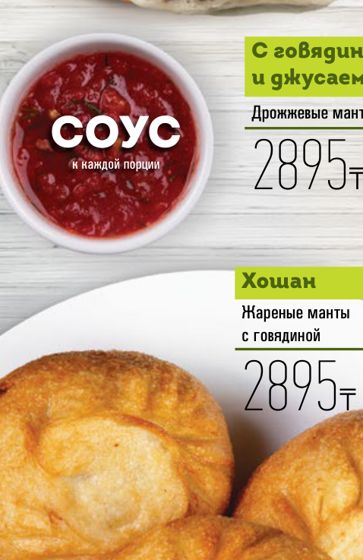 С говядин
и джусаем
Дрожжевые мант
2895₸
СОУС
к каждой порции
Хошан
Жареные манты
с говядиной
2895₸